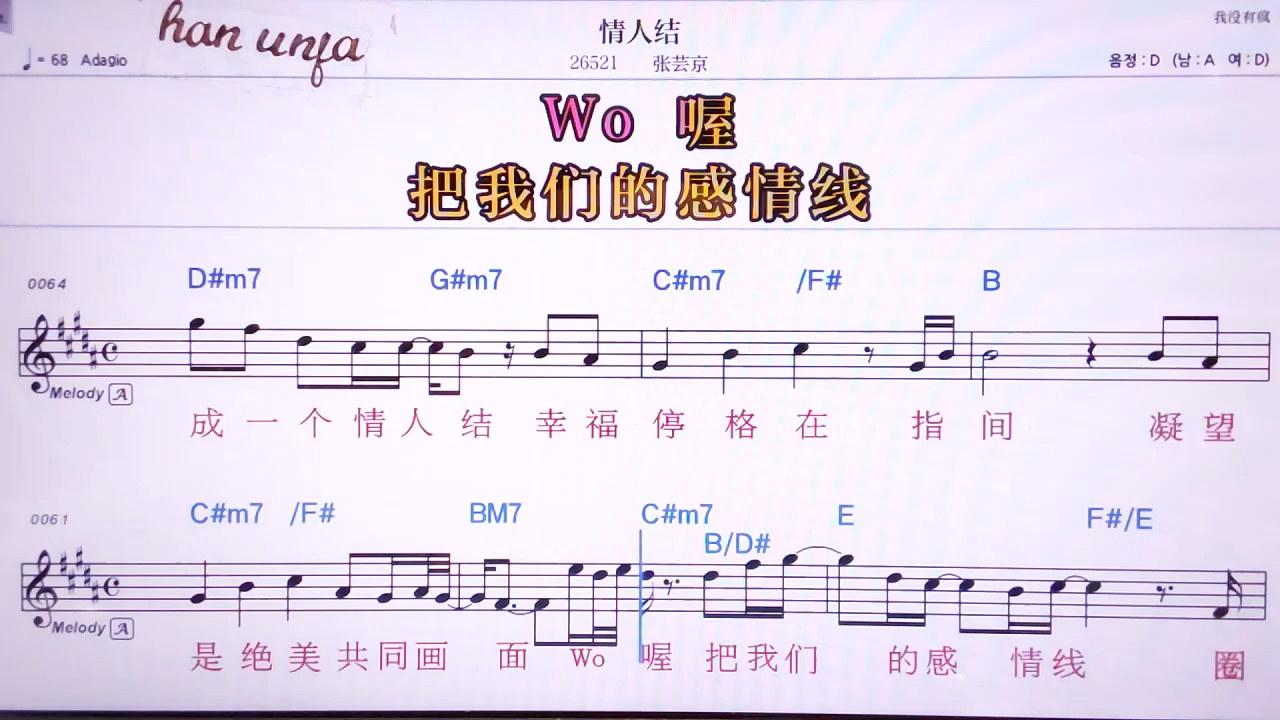 han unja
情人结
我没有疯
♩= 68 Adagio
26521 张芸京
음정 : D (남 : A 여 : D)
Wo 喔
把我们的感情线
0064 D#m7 G#m7 C#m7 /F# B
Melody A
成一个情人结幸福停格在指间 凝望
0061 C#m7 /F# BM7 C#m7 B/D# E F#/E
Melody A
是绝美共同画面 Wo 喔 把我们 的感 情线 圈